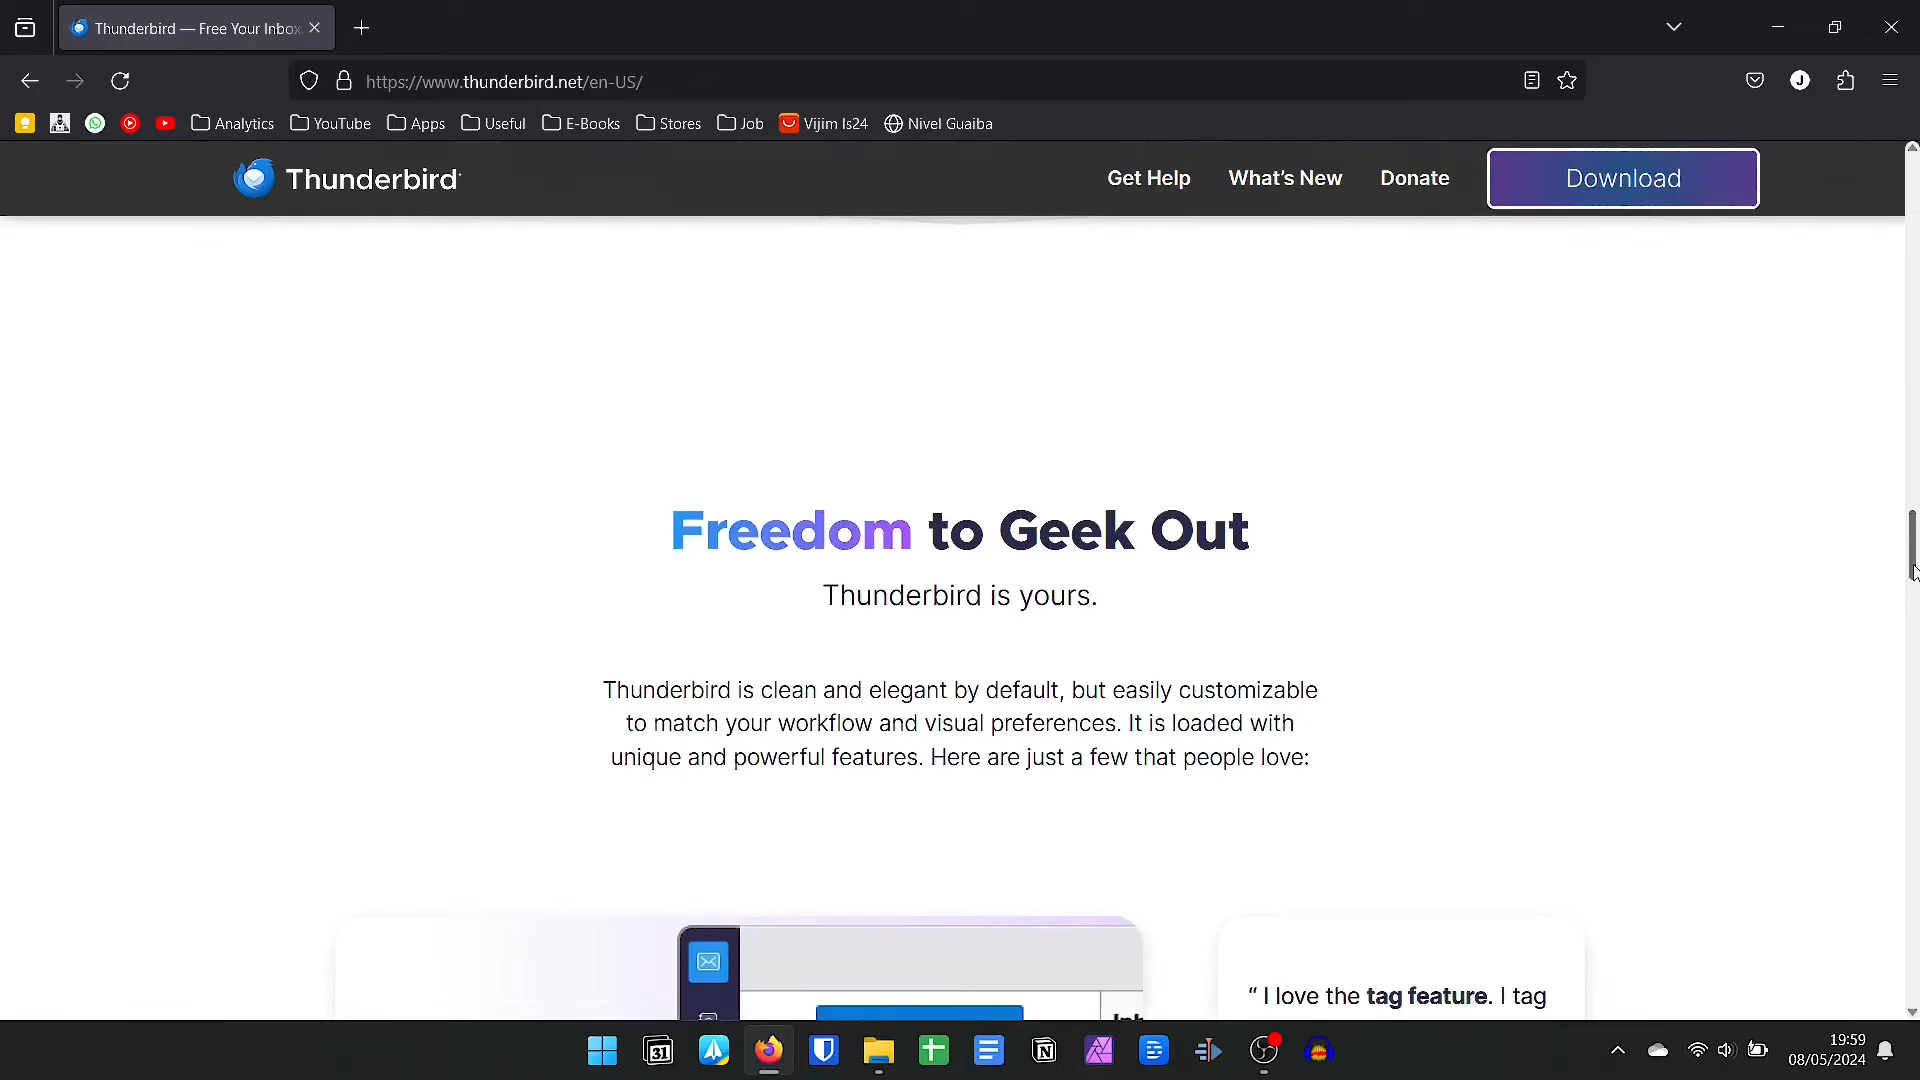 Thunderbird — Free Your Inbox
https://www.thunderbird.net/en-US/
Analytics
YouTube
Apps
Useful
E-Books
Stores
Job
Vijim ls24
Nivel Guaiba
Thunderbird
Get Help
What's New
Donate
Download
Freedom to Geek Out
Thunderbird is yours.
Thunderbird is clean and elegant by default, but easily customizable
to match your workflow and visual preferences. It is loaded with
unique and powerful features. Here are just a few that people love:
“ I love the tag feature. I tag
31
19:59
08/05/2024
J